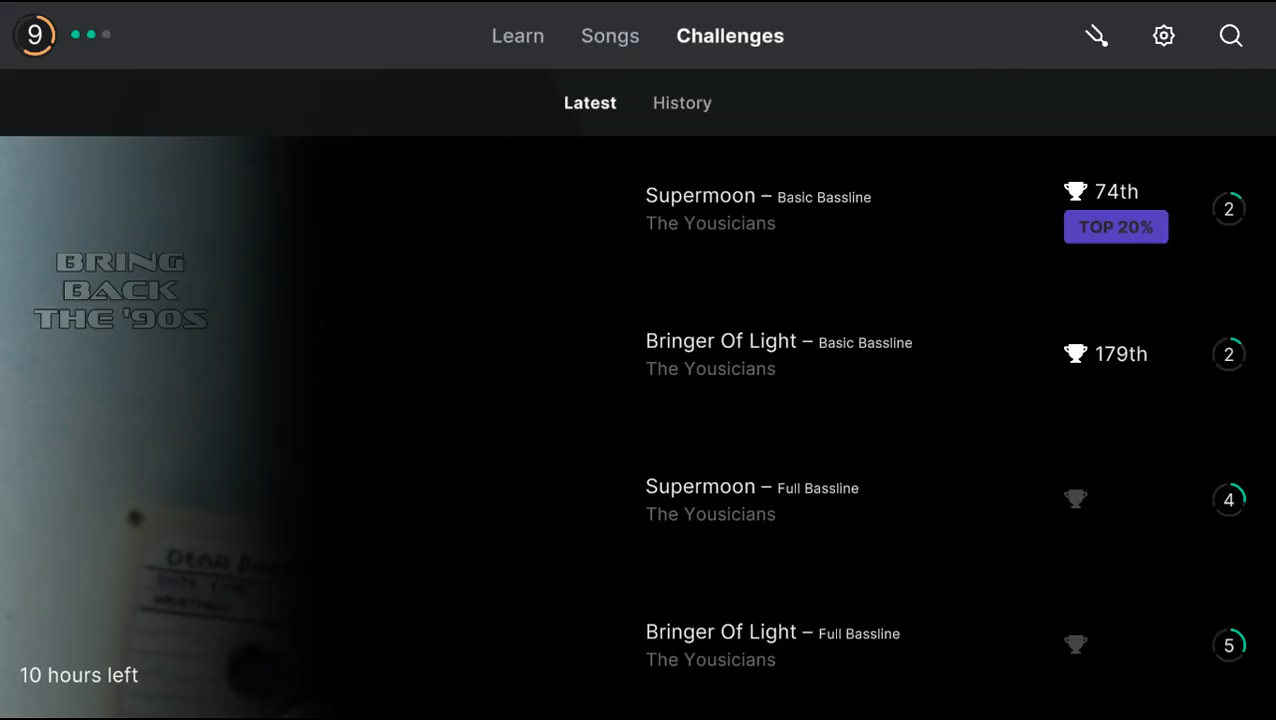 9
Learn Songs Challenges
Latest History
BRING
BACK
THE '90S
DEAR
10 hours left
Supermoon – Basic Bassline
The Yousicians
74th
TOP 20%
2
Bringer Of Light – Basic Bassline
The Yousicians
179th
2
Supermoon – Full Bassline
The Yousicians
4
Bringer Of Light – Full Bassline
The Yousicians
5